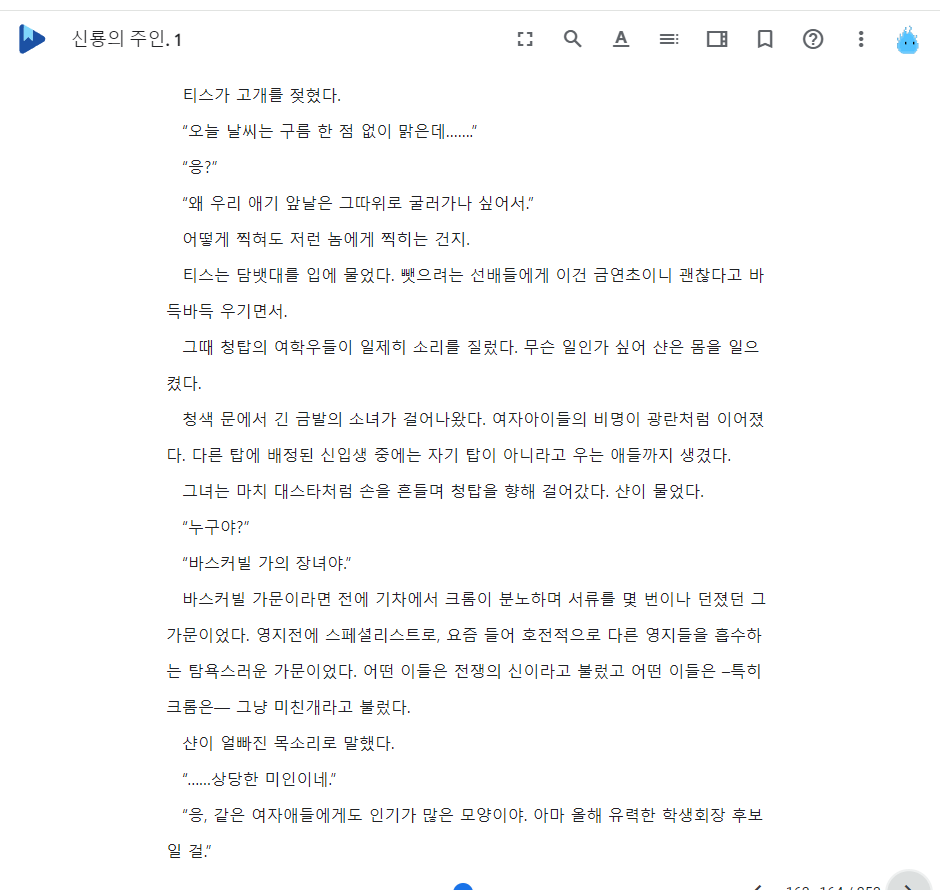 신룡의 주인. 1
티스가 고개를 젖혔다.
"오늘 날씨는 구름 한 점 없이 맑은데……."
"응?"
"왜 우리 애기 앞날은 그따위로 굴러가나 싶어서."
어떻게 찍혀도 저런 놈에게 찍히는 건지.
티스는 담뱃대를 입에 물었다. 뺏으려는 선배들에게 이건 금연초이니 괜찮다고 바
득바득 우기면서.
그때 청탑의 여학우들이 일제히 소리를 질렀다. 무슨 일인가 싶어 샨은 몸을 일으
켰다.
청색 문에서 긴 금발의 소녀가 걸어나왔다. 여자아이들의 비명이 광란처럼 이어졌
다. 다른 탑에 배정된 신입생 중에는 자기 탑이 아니라고 우는 애들까지 생겼다.
그녀는 마치 대스타처럼 손을 흔들며 청탑을 향해 걸어갔다. 샨이 물었다.
"누구야?"
"바스커빌 가의 장녀야."
바스커빌 가문이라면 전에 기차에서 크롬이 분노하며 서류를 몇 번이나 던졌던 그
가문이었다. 영지전에 스페셜리스트로, 요즘 들어 호전적으로 다른 영지들을 흡수하
는 탐욕스러운 가문이었다. 어떤 이들은 전쟁의 신이라고 불렀고 어떤 이들은 –특히
크롬은— 그냥 미친개라고 불렀다.
샨이 얼빠진 목소리로 말했다.
"……상당한 미인이네."
"응, 같은 여자애들에게도 인기가 많은 모양이야. 아마 올해 유력한 학생회장 후보
일 걸."